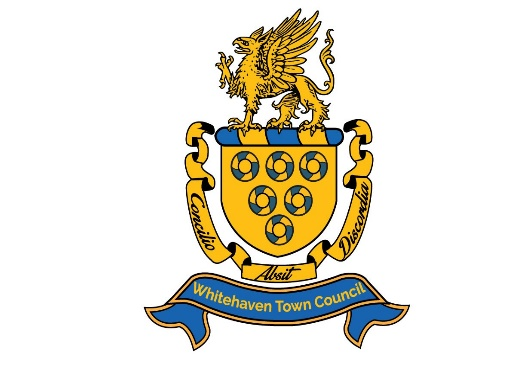 Concilio
Absit
Discordia
Whitehaven Town Council